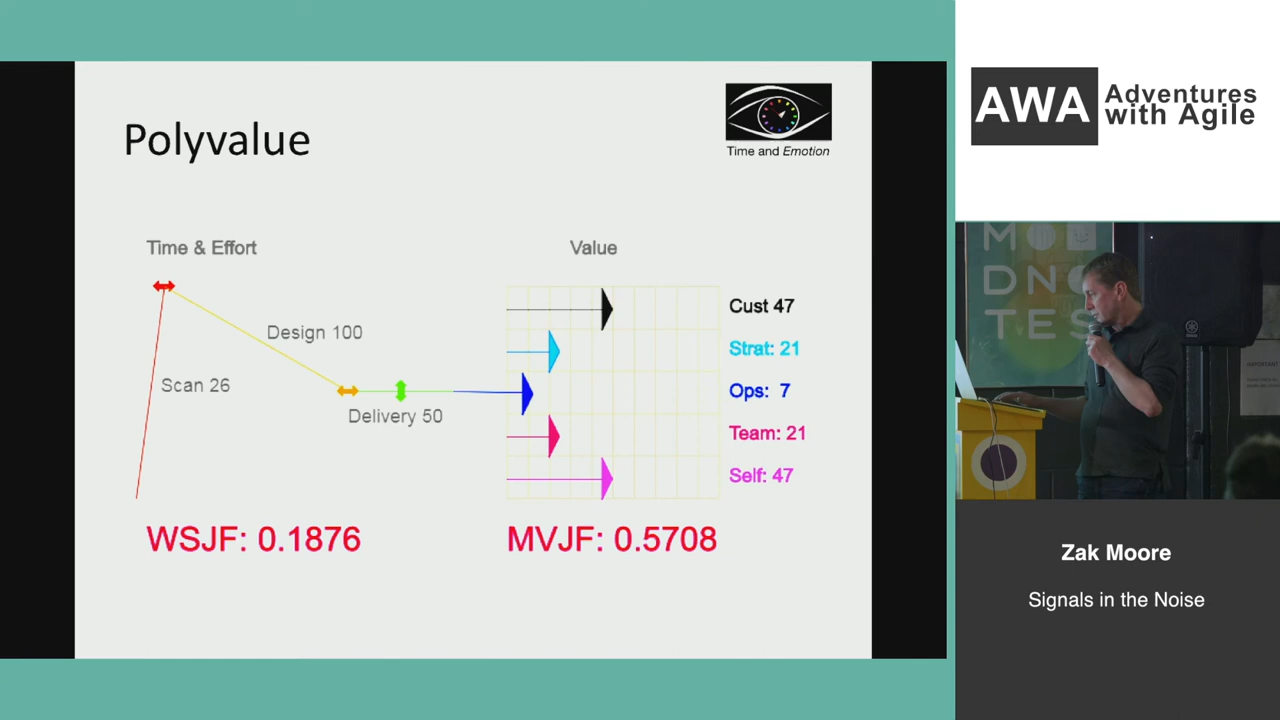 Polyvalue
Time and Emotion
Time & Effort
Value
Design 100
Scan 26
Delivery 50
Cust 47
Strat: 21
Ops: 7
Team: 21
Self: 47
WSJF: 0.1876
MVJF: 0.5708
AWA Adventures
with Agile
M
DN
TES
Zak Moore
Signals in the Noise